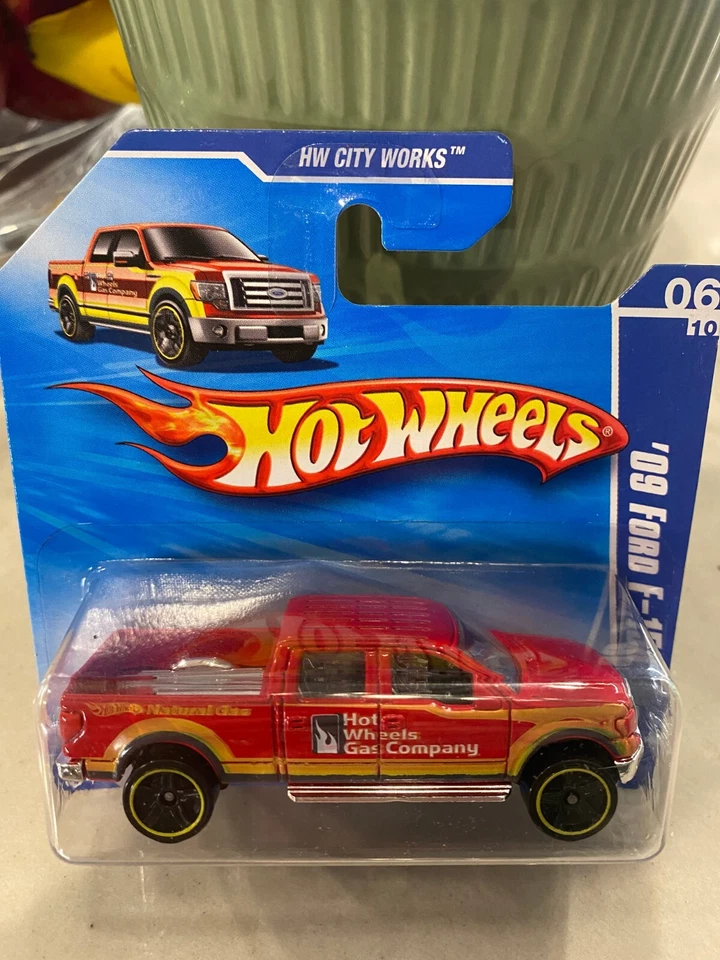 HW CITY WORKS™
06
10
Hot
Wheels
Gas Company
HOT WHEELS®
'09 FORD F-15
Natural Gas
Hot
Wheels
Gas Company